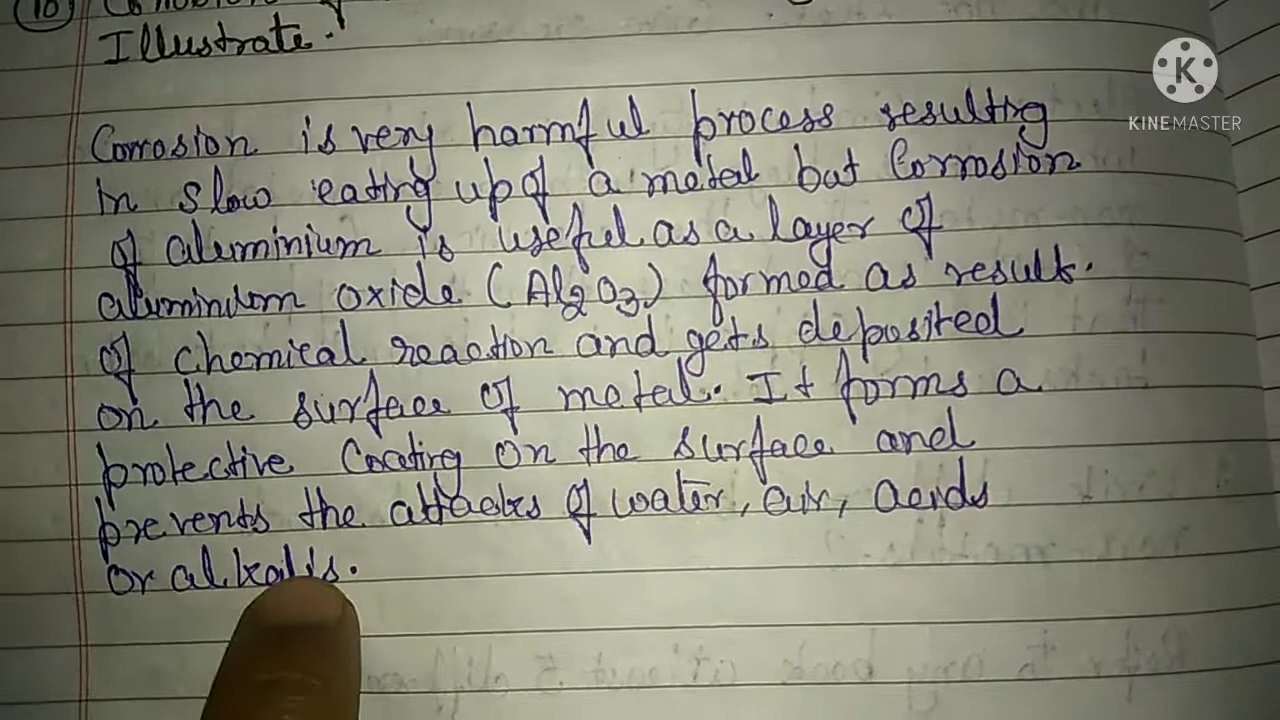 10
Illustrate.
K
KINEMASTER
Corrosion is very harmful process resulting
in slow eating up of a metal but Corrosion
of aluminium is useful as a layer of
aluminium oxide (Al2O3) formed as result.
of chemical reaction and gets deposited
on the surface of metal. It forms a
protective Coating on the surface and
prevents the attacks of water, air, acids
or alkalis.